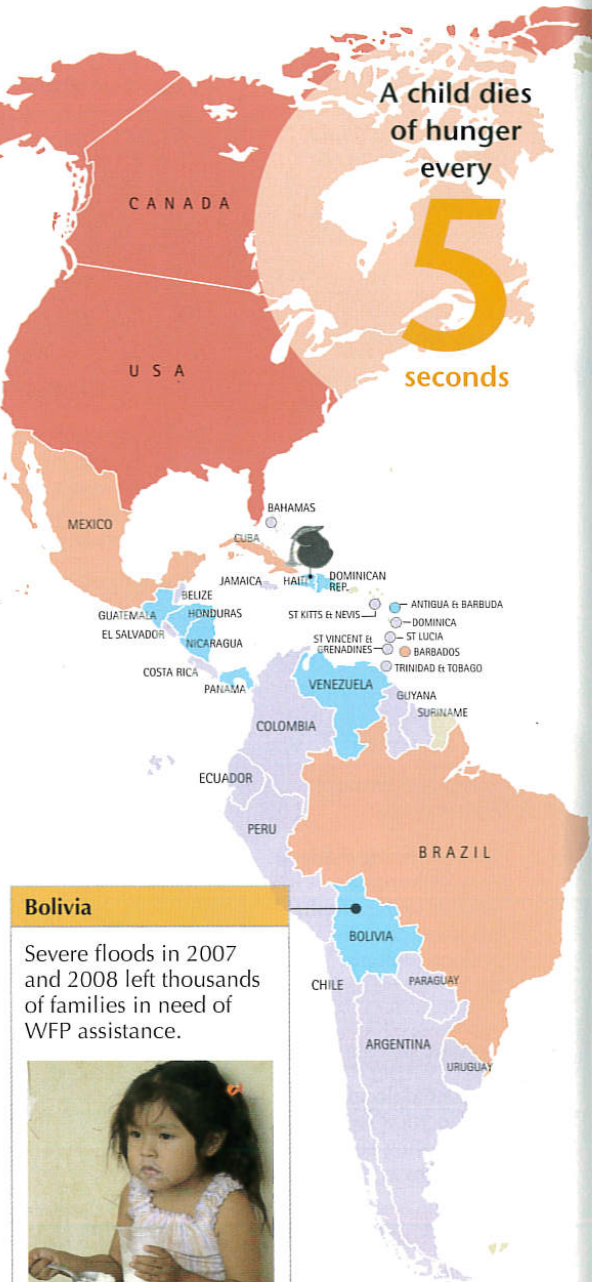 A child dies
of hunger
every
5
seconds
CANADA
USA
MEXICO
BAHAMAS
CUBA
JAMAICA
HAITI
DOMINICAN
REP.
BELIZE
GUATEMALA
HONDURAS
EL SALVADOR
NICARAGUA
COSTA RICA
PANAMA
ST KITTS & NEVIS
ANTIGUA & BARBUDA
DOMINICA
ST LUCIA
ST VINCENT &
GRENADINES
BARBADOS
TRINIDAD & TOBAGO
VENEZUELA
GUYANA
SURINAME
COLOMBIA
ECUADOR
PERU
BRAZIL
BOLIVIA
CHILE
PARAGUAY
ARGENTINA
URUGUAY
Bolivia
Severe floods in 2007
and 2008 left thousands
of families in need of
WFP assistance.